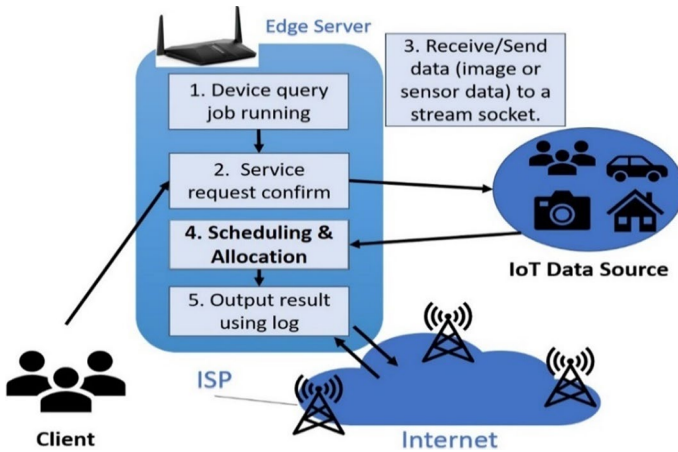 Edge Server
1. Device query
job running
2. Service
request confirm
3. Receive/Send
data (image or
sensor data) to a
stream socket.
4. Scheduling &
Allocation
5. Output result
using log
IoT Data Source
ISP
Client
Internet